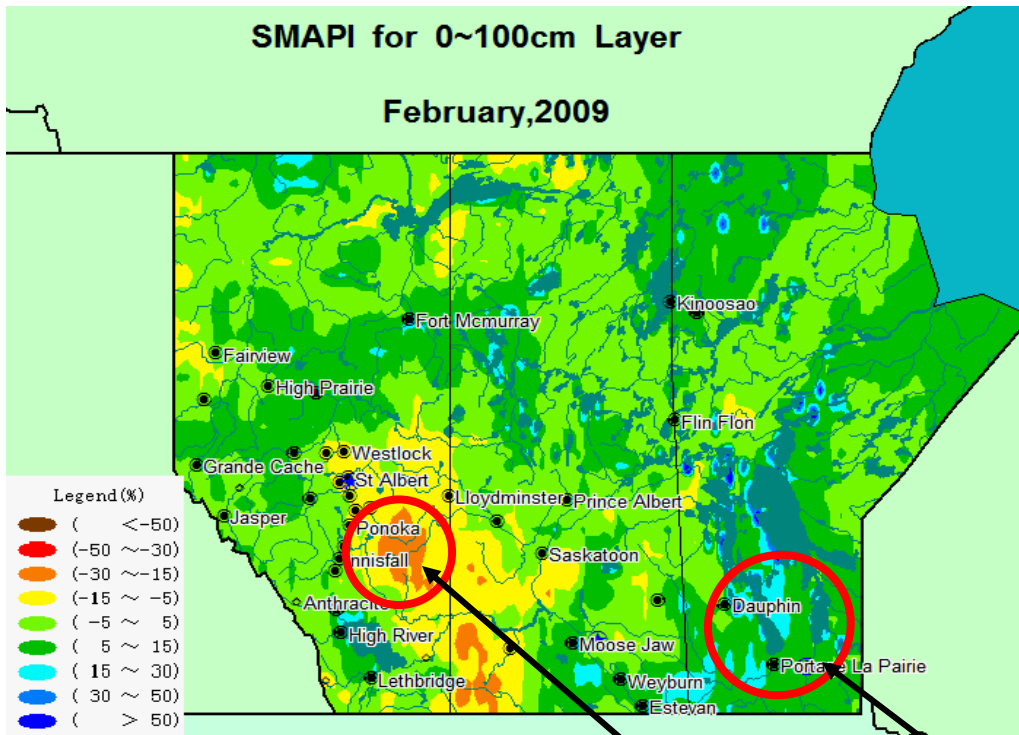 SMAPI for 0~100cm Layer
February,2009
Kinoosao
Fort Mcmurray
Fairview
High Prairie
Flin Flon
Westlock
Grande Cache
St Albert
Lloydminster
Prince Albert
Jasper
Ponoka
Saskatoon
nnisfall
Anthracite
Dauphin
High River
Moose Jaw
Portage La Pairie
Lethbridge
Weyburn
Estevan
Legend(%)
( <-50)
(-50 ~-30)
(-30 ~-15)
(-15 ~ -5)
( -5 ~ 5)
( 5 ~ 15)
( 15 ~ 30)
( 30 ~ 50)
( > 50)